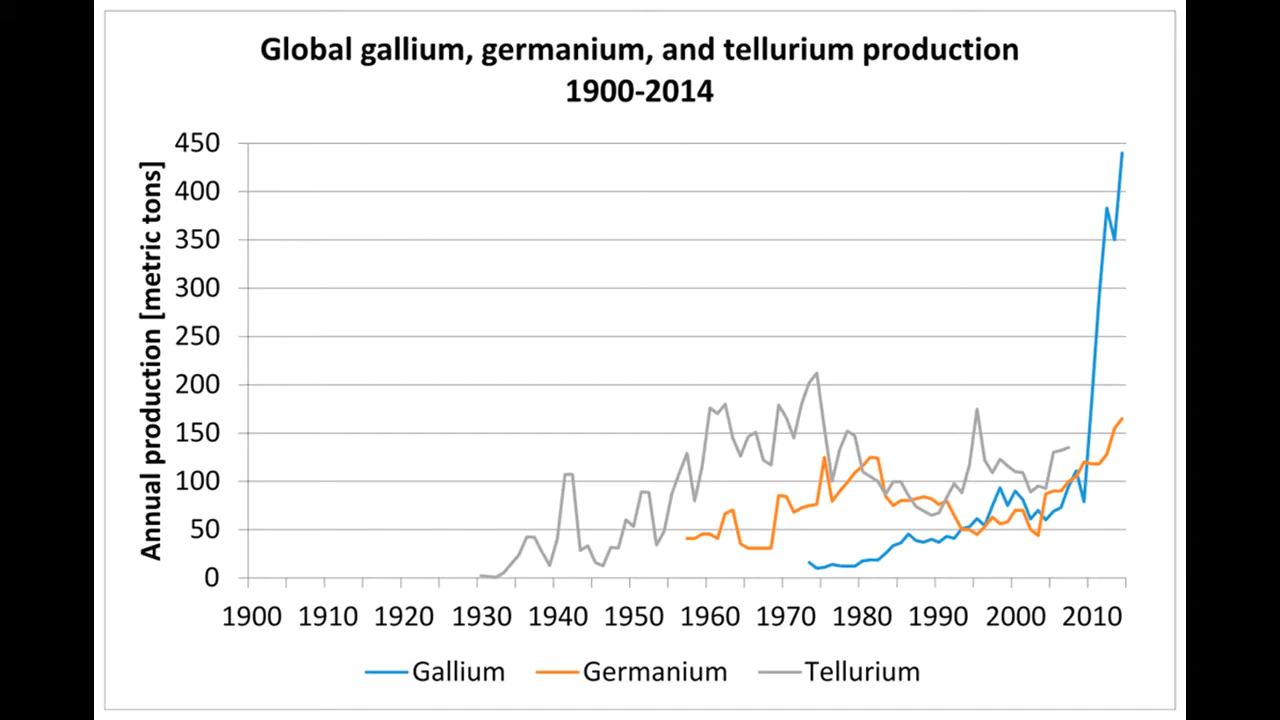 Global gallium, germanium, and tellurium production
1900-2014
Annual production [metric tons]
450
400
350
300
250
200
150
100
50
0
1900 1910 1920 1930 1940 1950 1960 1970 1980 1990 2000 2010
Gallium Germanium Tellurium